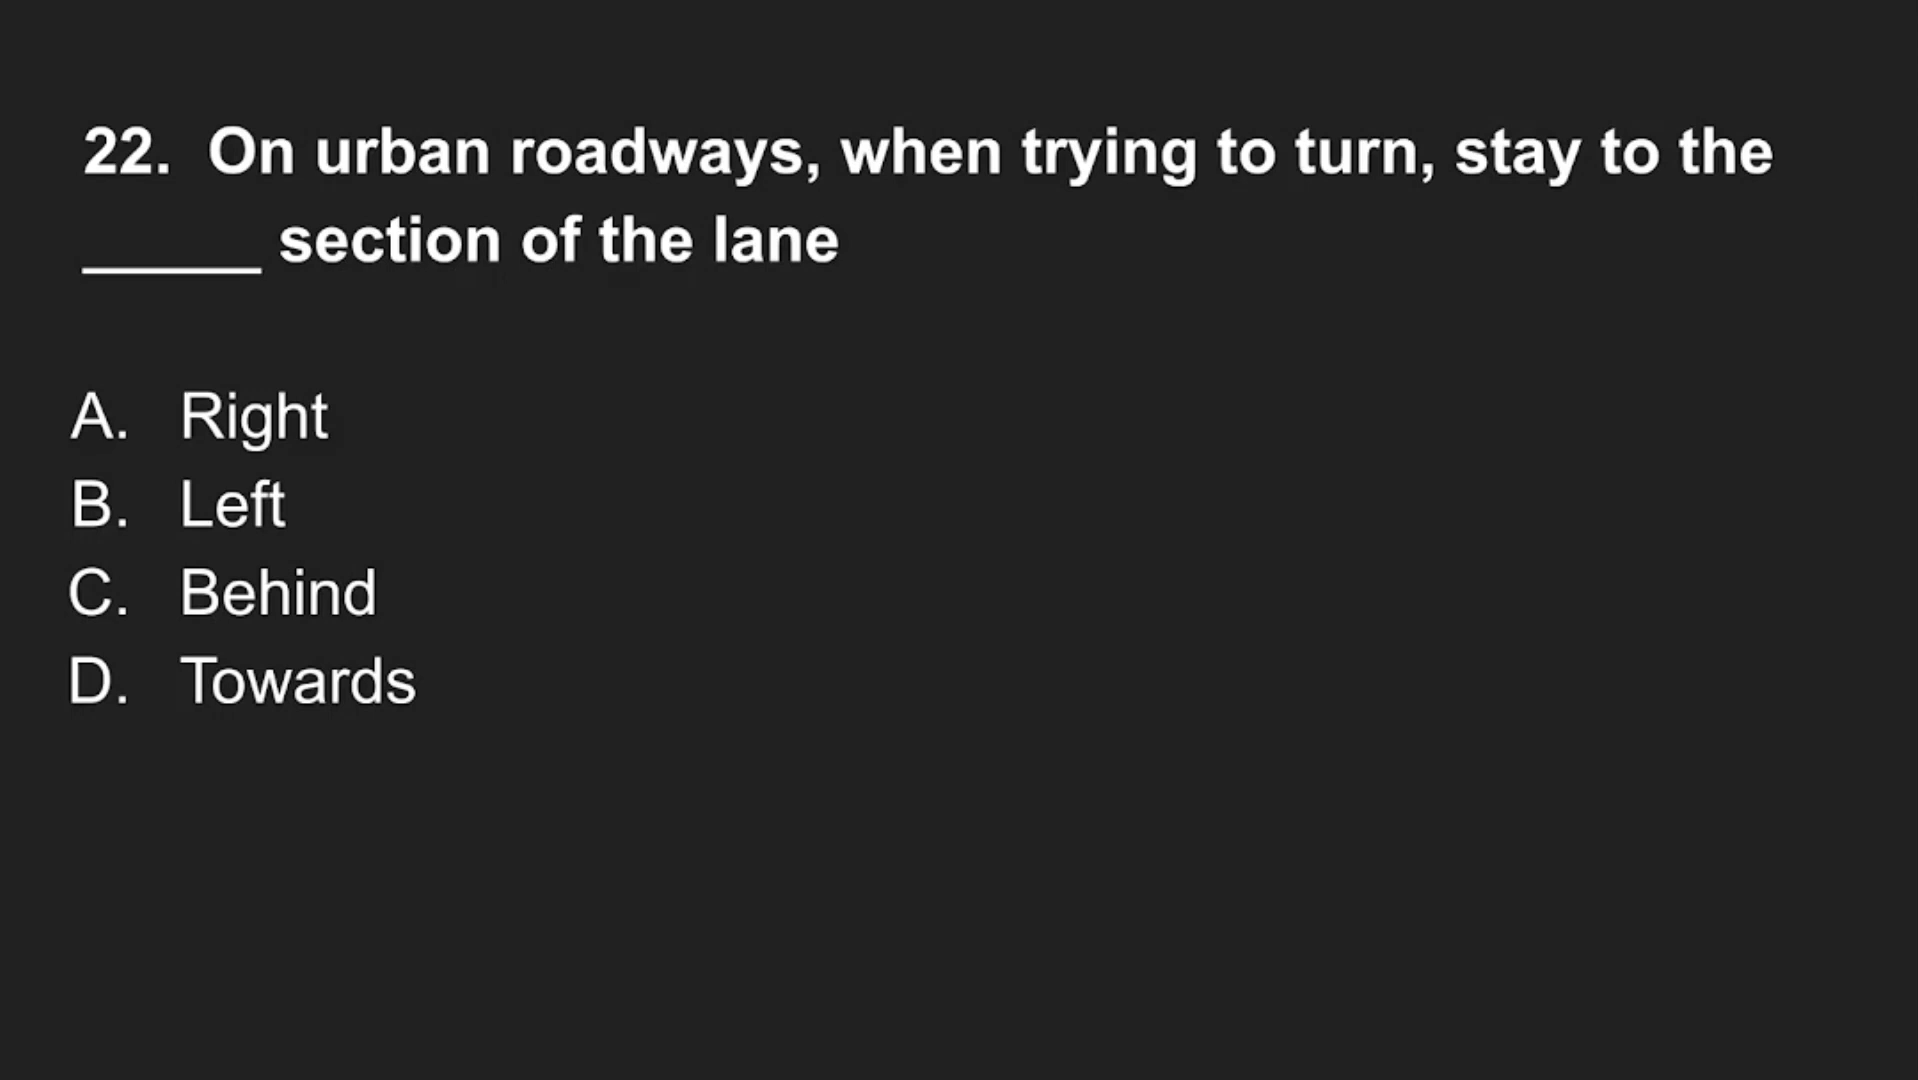 22. On urban roadways, when trying to turn, stay to the
_____ section of the lane
A. Right
B. Left
C. Behind
D. Towards